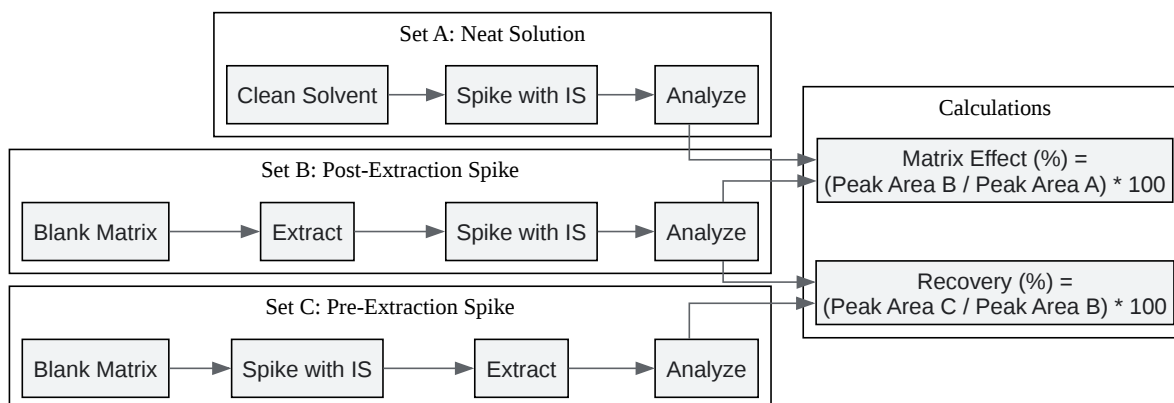 Set A: Neat Solution
Clean Solvent
Spike with IS
Analyze
Set B: Post-Extraction Spike
Blank Matrix
Extract
Spike with IS
Analyze
Set C: Pre-Extraction Spike
Blank Matrix
Spike with IS
Extract
Analyze
Calculations
Matrix Effect (%) =
(Peak Area B / Peak Area A) * 100
Recovery (%) =
(Peak Area C / Peak Area B) * 100